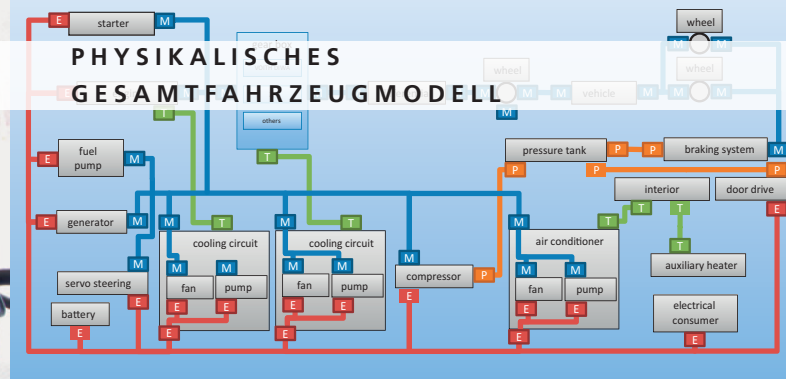 E starter M
PHYSIKALISCHES
GESAMTFAHRZEUGMODELL
wheel
M M
wheel
wheel
M M
M vehicle M M M
M
T
others
T
fuel
pump
E M
pressure tank P P braking system M
P P P
interior door drive
T T E
E generator M
M M M T
T T
cooling circuit
cooling circuit
air conditioner
T
M
M M
M M
M
M M
servo steering
fan pump
fan pump
compressor P
fan pump
auxiliary heater
E
E E
E E
E
E E
battery
electrical
consumer
E
E
E
E
E